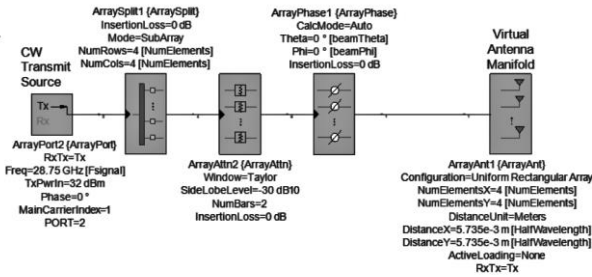 ArraySplit1 {ArraySplit}
InsertionLoss=0 dB
Mode=SubArray
NumRows=4 [NumElements]
NumCols=4 [NumElements]
ArrayPhase1 {ArrayPhase}
CalcMode=Auto
Theta=0 ° [beamTheta]
Phi=0 ° [beamPhi]
InsertionLoss=0 dB
CW
Transmit
Source
Virtual
Antenna
Manifold
Tx
Rx
ArrayPort2 {ArrayPort}
RxTx=Tx
Freq=28.75 GHz [Fsignal]
TxPwrIn=32 dBm
Phase=0 °
MainCarrierIndex=1
PORT=2
ArrayAttn2 {ArrayAttn}
Window=Taylor
SideLobeLevel=-30 dB10
NumBars=2
InsertionLoss=0 dB
ArrayAnt1 {ArrayAnt}
Configuration=Uniform Rectangular Array
NumElementsX=4 [NumElements]
NumElementsY=4 [NumElements]
DistanceUnit=Meters
DistanceX=5.735e-3 m [HalfWavelength]
DistanceY=5.735e-3 m [HalfWavelength]
ActiveLoading=None
RxTx=Tx